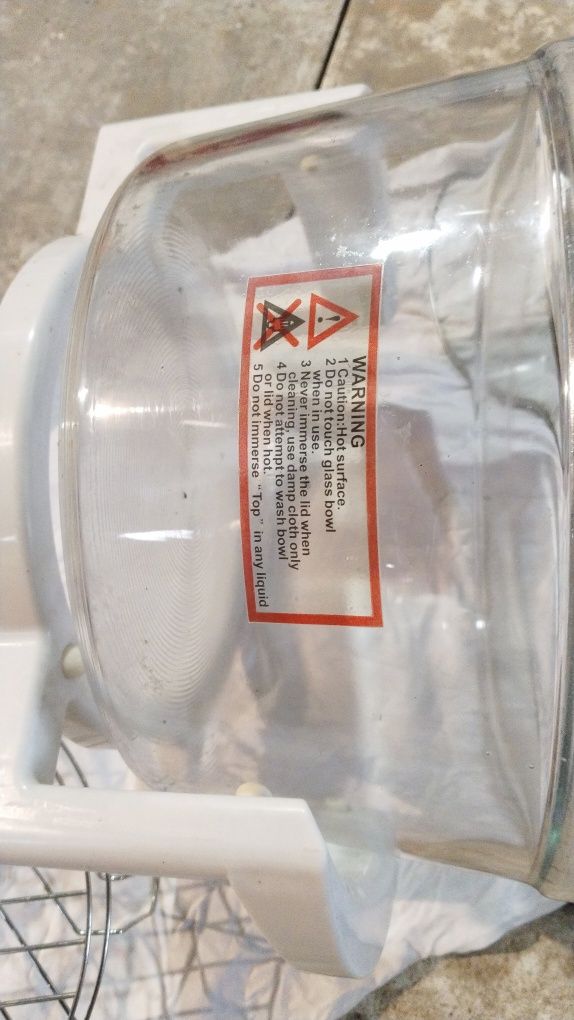 WARNING
1 Caution:Hot surface.
2 Do not touch glass bowl
when in use.
3 Never immerse the lid when
cleaning, use damp cloth only
4 Do not attempt to wash bowl
or lid when hot.
5 Do not immerse “Top” in any liquid